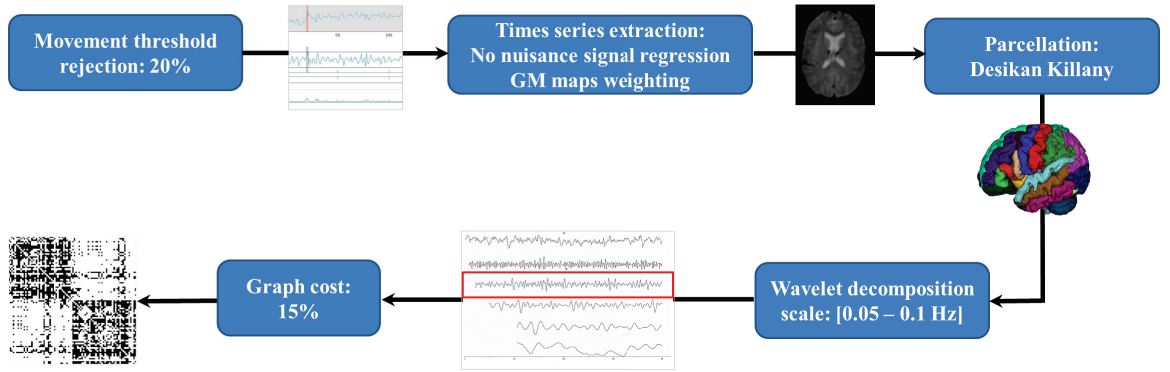 Movement threshold
rejection: 20%
50
100
Times series extraction:
No nuisance signal regression
GM maps weighting
Parcellation:
Desikan Killany
Wavelet decomposition
scale: [0.05 – 0.1 Hz]
Graph cost:
15%